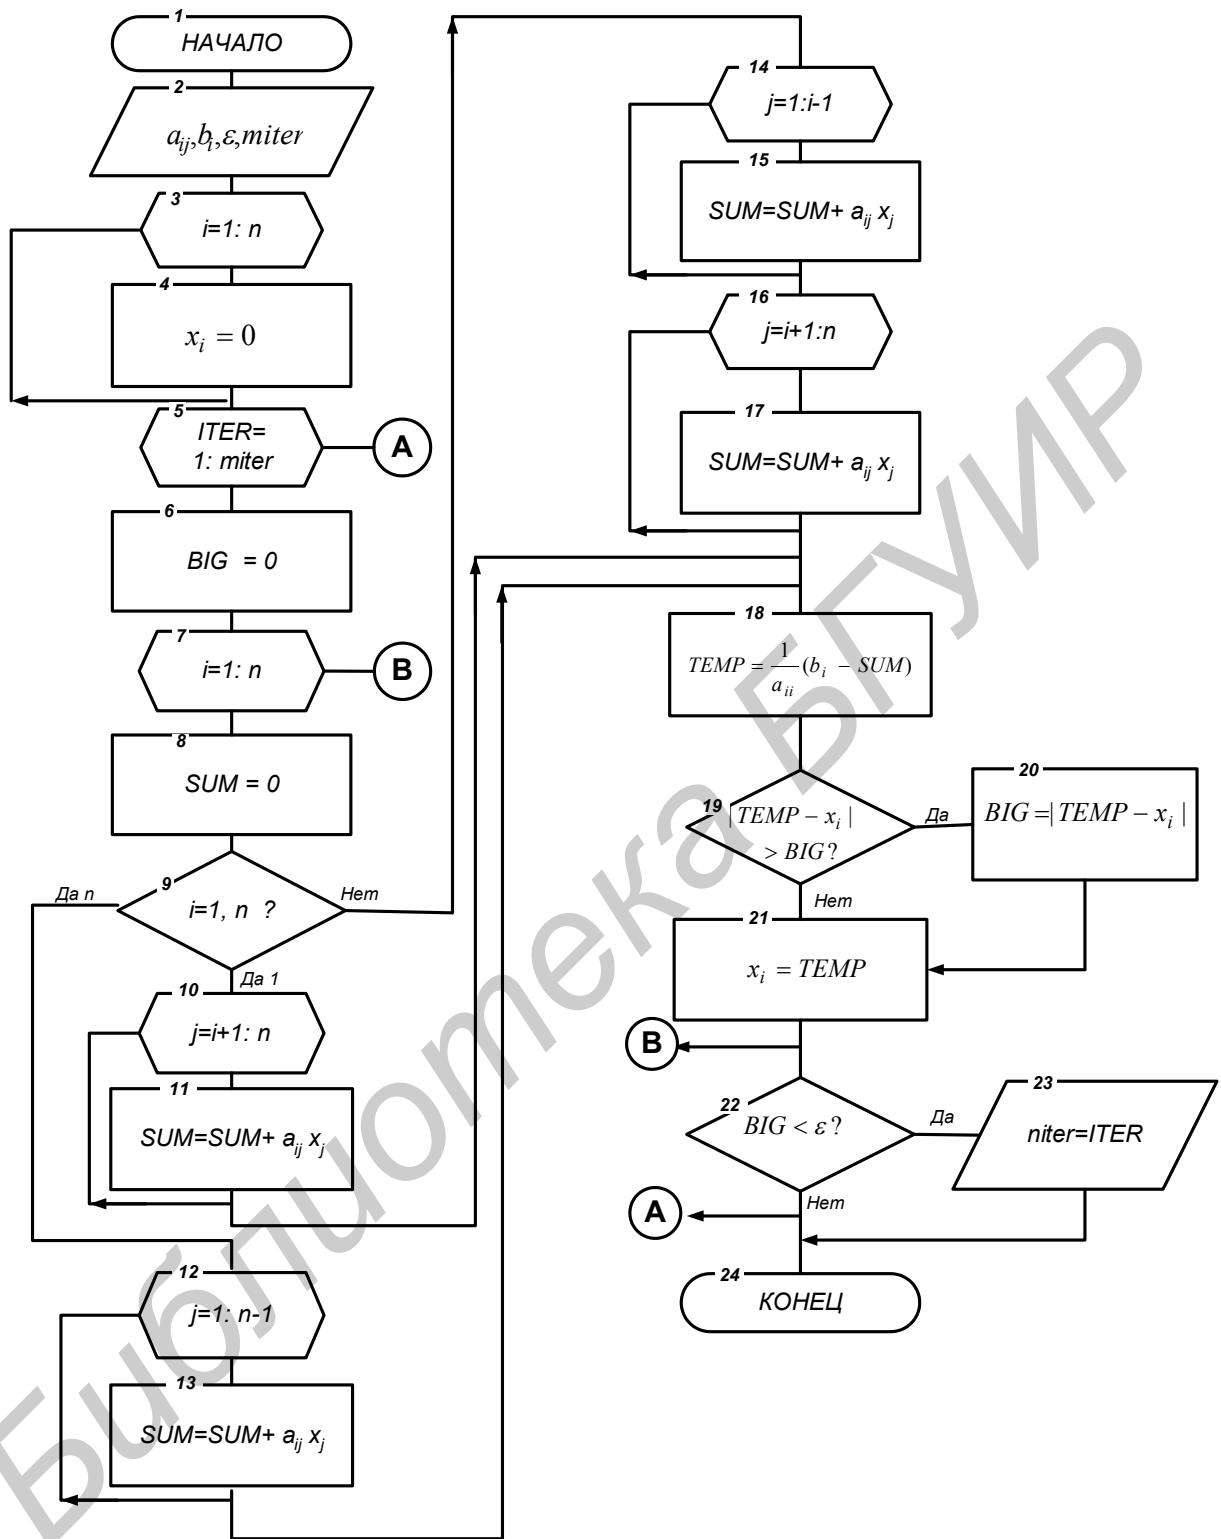 1
НАЧАЛО
2
a_ij,b_i,ε,miter
3
i=1: n
4
x_i = 0
5
ITER=
1: miter
A
6
BIG = 0
7
i=1: n
B
8
SUM = 0
9
i=1, n ?
Да n
Нет
Да 1
10
j=i+1: n
11
SUM=SUM+ a_ij x_j
12
j=1: n-1
13
SUM=SUM+ a_ij x_j
14
j=1:i-1
15
SUM=SUM+ a_ij x_j
16
j=i+1:n
17
SUM=SUM+ a_ij x_j
18
TEMP = 1/a_ii (b_i − SUM)
19
|TEMP − x_i |
> BIG?
Да
Нет
20
BIG =| TEMP − x_i |
21
x_i = TEMP
B
22
BIG < ε ?
Да
Нет
23
niter=ITER
A
24
КОНЕЦ
Библиотека БГУИР